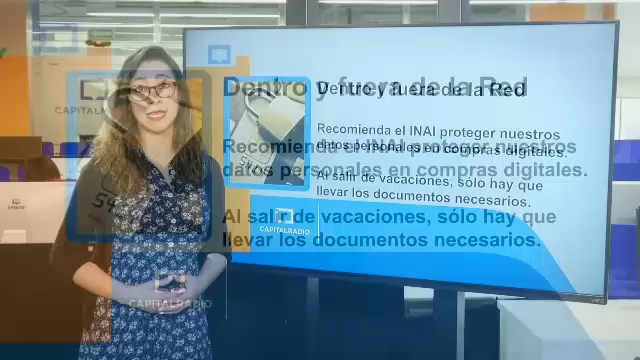 Dentro y fuera de la Red
Recomienda el INAI proteger nuestros
datos personales en compras digitales.
Al salir de vacaciones, sólo hay que
llevar los documentos necesarios.
CAPITALRADIO
Dentro y fuera de la Red
Recomienda el INAI proteger nuestros
datos personales en compras digitales.
Al salir de vacaciones, sólo hay que
llevar los documentos necesarios.
CAPITALRADIO
CAPITALRADIO